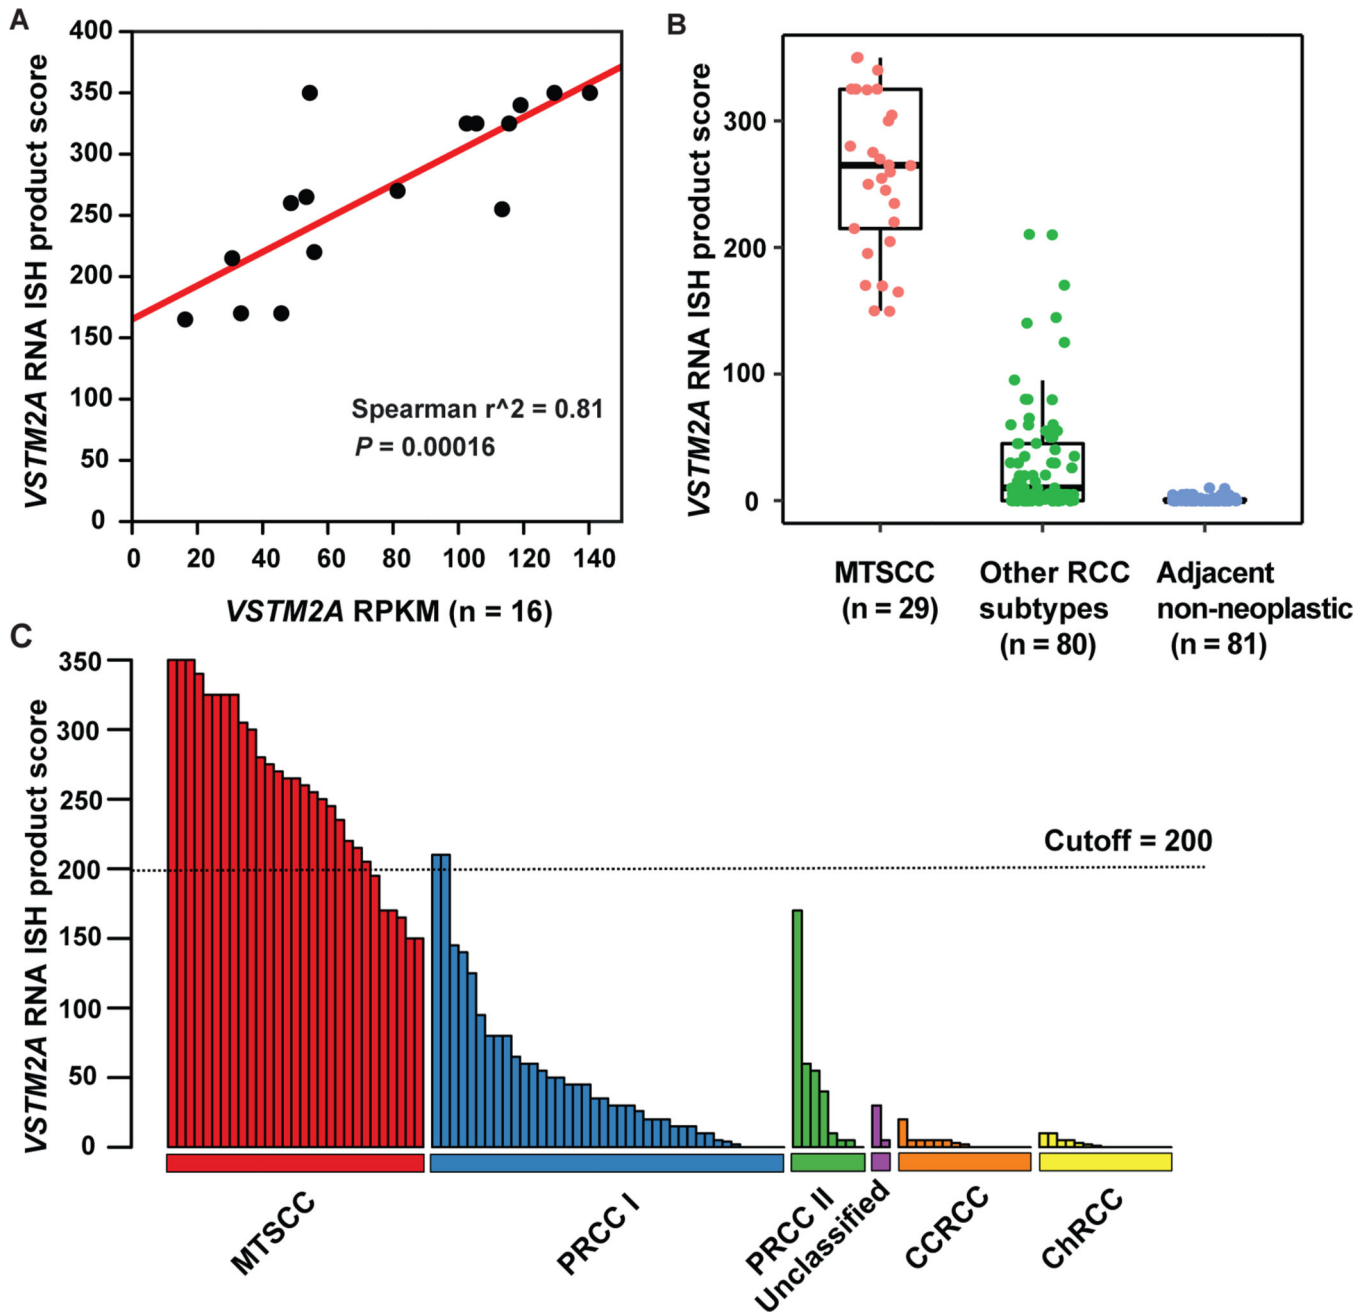 A
VSTM2A RNA ISH product score
400
350
300
250
200
150
100
50
0
Spearman r^2 = 0.81
P = 0.00016
0 20 40 60 80 100 120 140
VSTM2A RPKM (n = 16)
B
VSTM2A RNA ISH product score
300
200
100
0
MTSCC
(n = 29)
Other RCC
subtypes
(n = 80)
Adjacent
non-neoplastic
(n = 81)
C
VSTM2A RNA ISH product score
350
300
250
200
150
100
50
0
Cutoff = 200
MTSCC
PRCC I
PRCC II
Unclassified
CCRCC
ChRCC